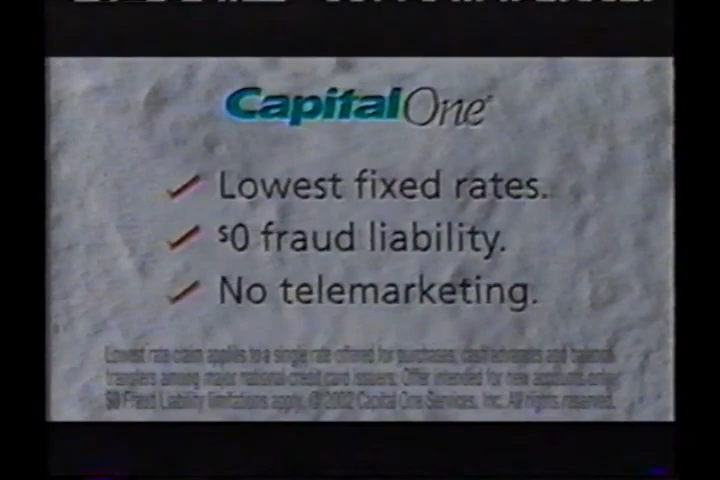 CapitalOne®
Lowest fixed rates.
$0 fraud liability.
No telemarketing.
Lowest rate claim applies to a single rate offered for purchases, cash advances and balance
transfers among major national credit card issuers. Offer intended for new accounts only.
$0 Fraud Liability limitations apply. ©2002 Capital One Services, Inc. All rights reserved.